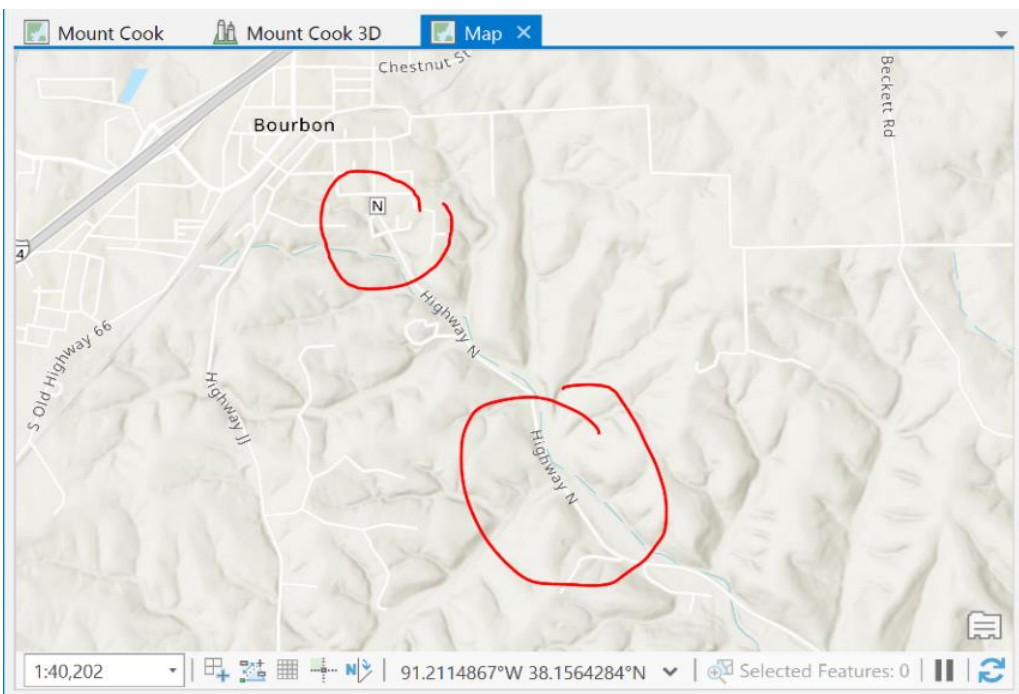 Mount Cook
Mount Cook 3D
Map
Chestnut St
Beckett Rd
Bourbon
N
4
Highway N
S Old Highway 66
Highway JJ
Highway N
1:40,202
N
91.2114867°W 38.1564284°N
Selected Features: 0